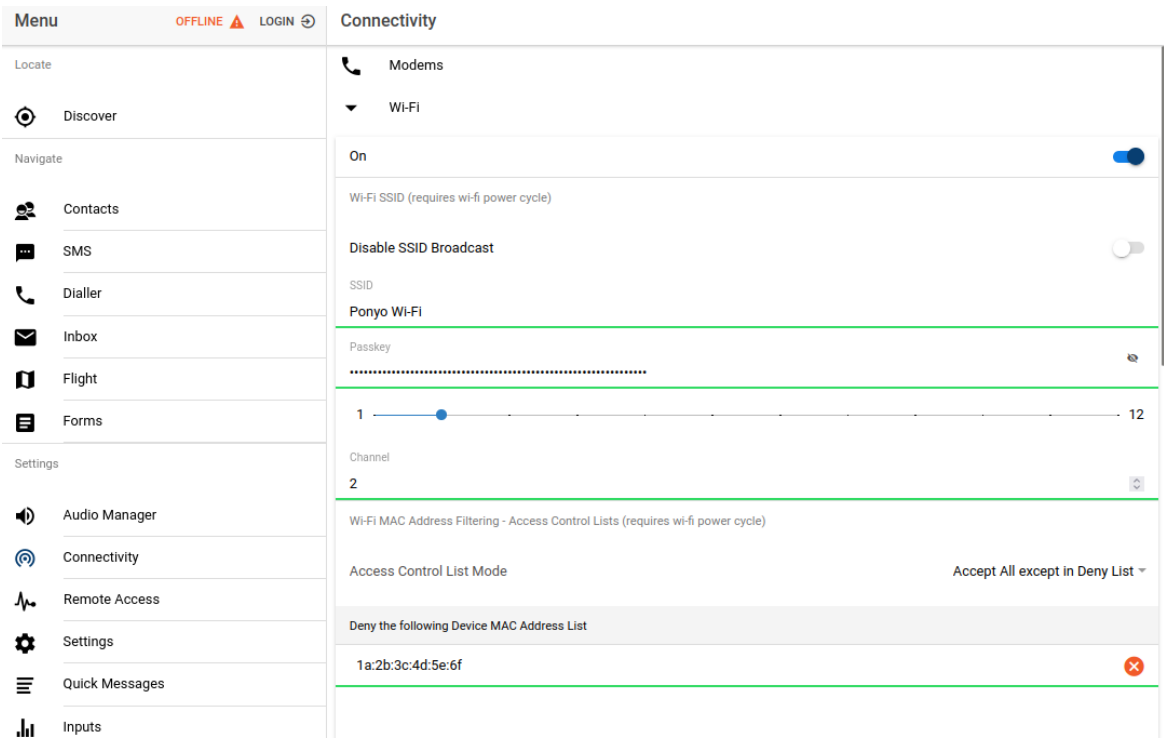 Menu
OFFLINE LOGIN
Connectivity
Locate
Discover
Navigate
Contacts
SMS
Dialler
Inbox
Flight
Forms
Settings
Audio Manager
Connectivity
Remote Access
Settings
Quick Messages
Inputs
Modems
Wi-Fi
On
Wi-Fi SSID (requires wi-fi power cycle)
Disable SSID Broadcast
SSID
Ponyo Wi-Fi
Passkey
1 12
Channel
2
Wi-Fi MAC Address Filtering - Access Control Lists (requires wi-fi power cycle)
Access Control List Mode Accept All except in Deny List
Deny the following Device MAC Address List
1a:2b:3c:4d:5e:6f